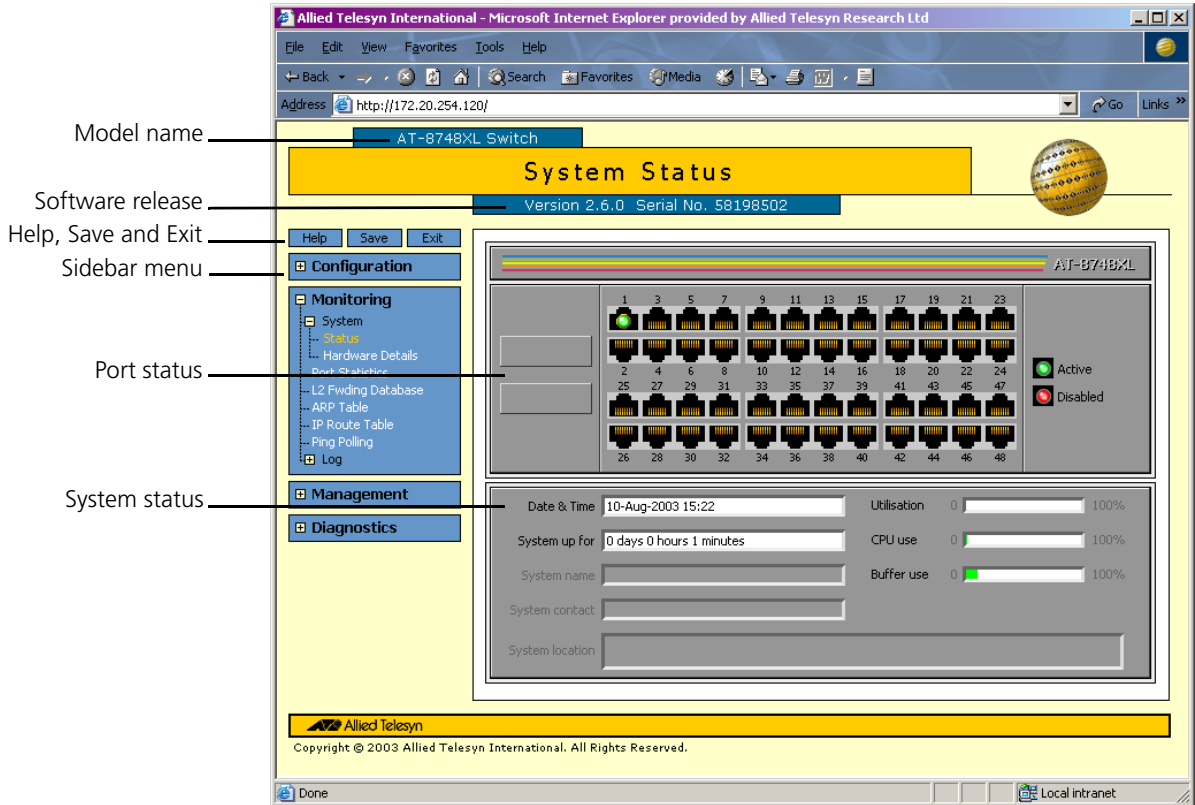 Allied Telesyn International - Microsoft Internet Explorer provided by Allied Telesyn Research Ltd
File Edit View Favorites Tools Help
Back Search Favorites Media
Address http://172.20.254.120/ Go Links »
Model name
AT-8748XL Switch
System Status
Software release
Version 2.6.0 Serial No. 58198502
Help, Save and Exit
Help Save Exit
Sidebar menu
Configuration
AT-8748XL
Monitoring
System
Status
Hardware Details
Port Statistics
L2 Fwding Database
ARP Table
IP Route Table
Ping Polling
Log
Management
Diagnostics
Port status
1 3 5 7 9 11 13 15 17 19 21 23
2 4 6 8 10 12 14 16 18 20 22 24
25 27 29 31 33 35 37 39 41 43 45 47
26 28 30 32 34 36 38 40 42 44 46 48
Active
Disabled
System status
Date & Time 10-Aug-2003 15:22
System up for 0 days 0 hours 1 minutes
System name
System contact
System location
Utilisation 0 100%
CPU use 0 100%
Buffer use 0 100%
Allied Telesyn
Copyright © 2003 Allied Telesyn International. All Rights Reserved.
Done
Local intranet